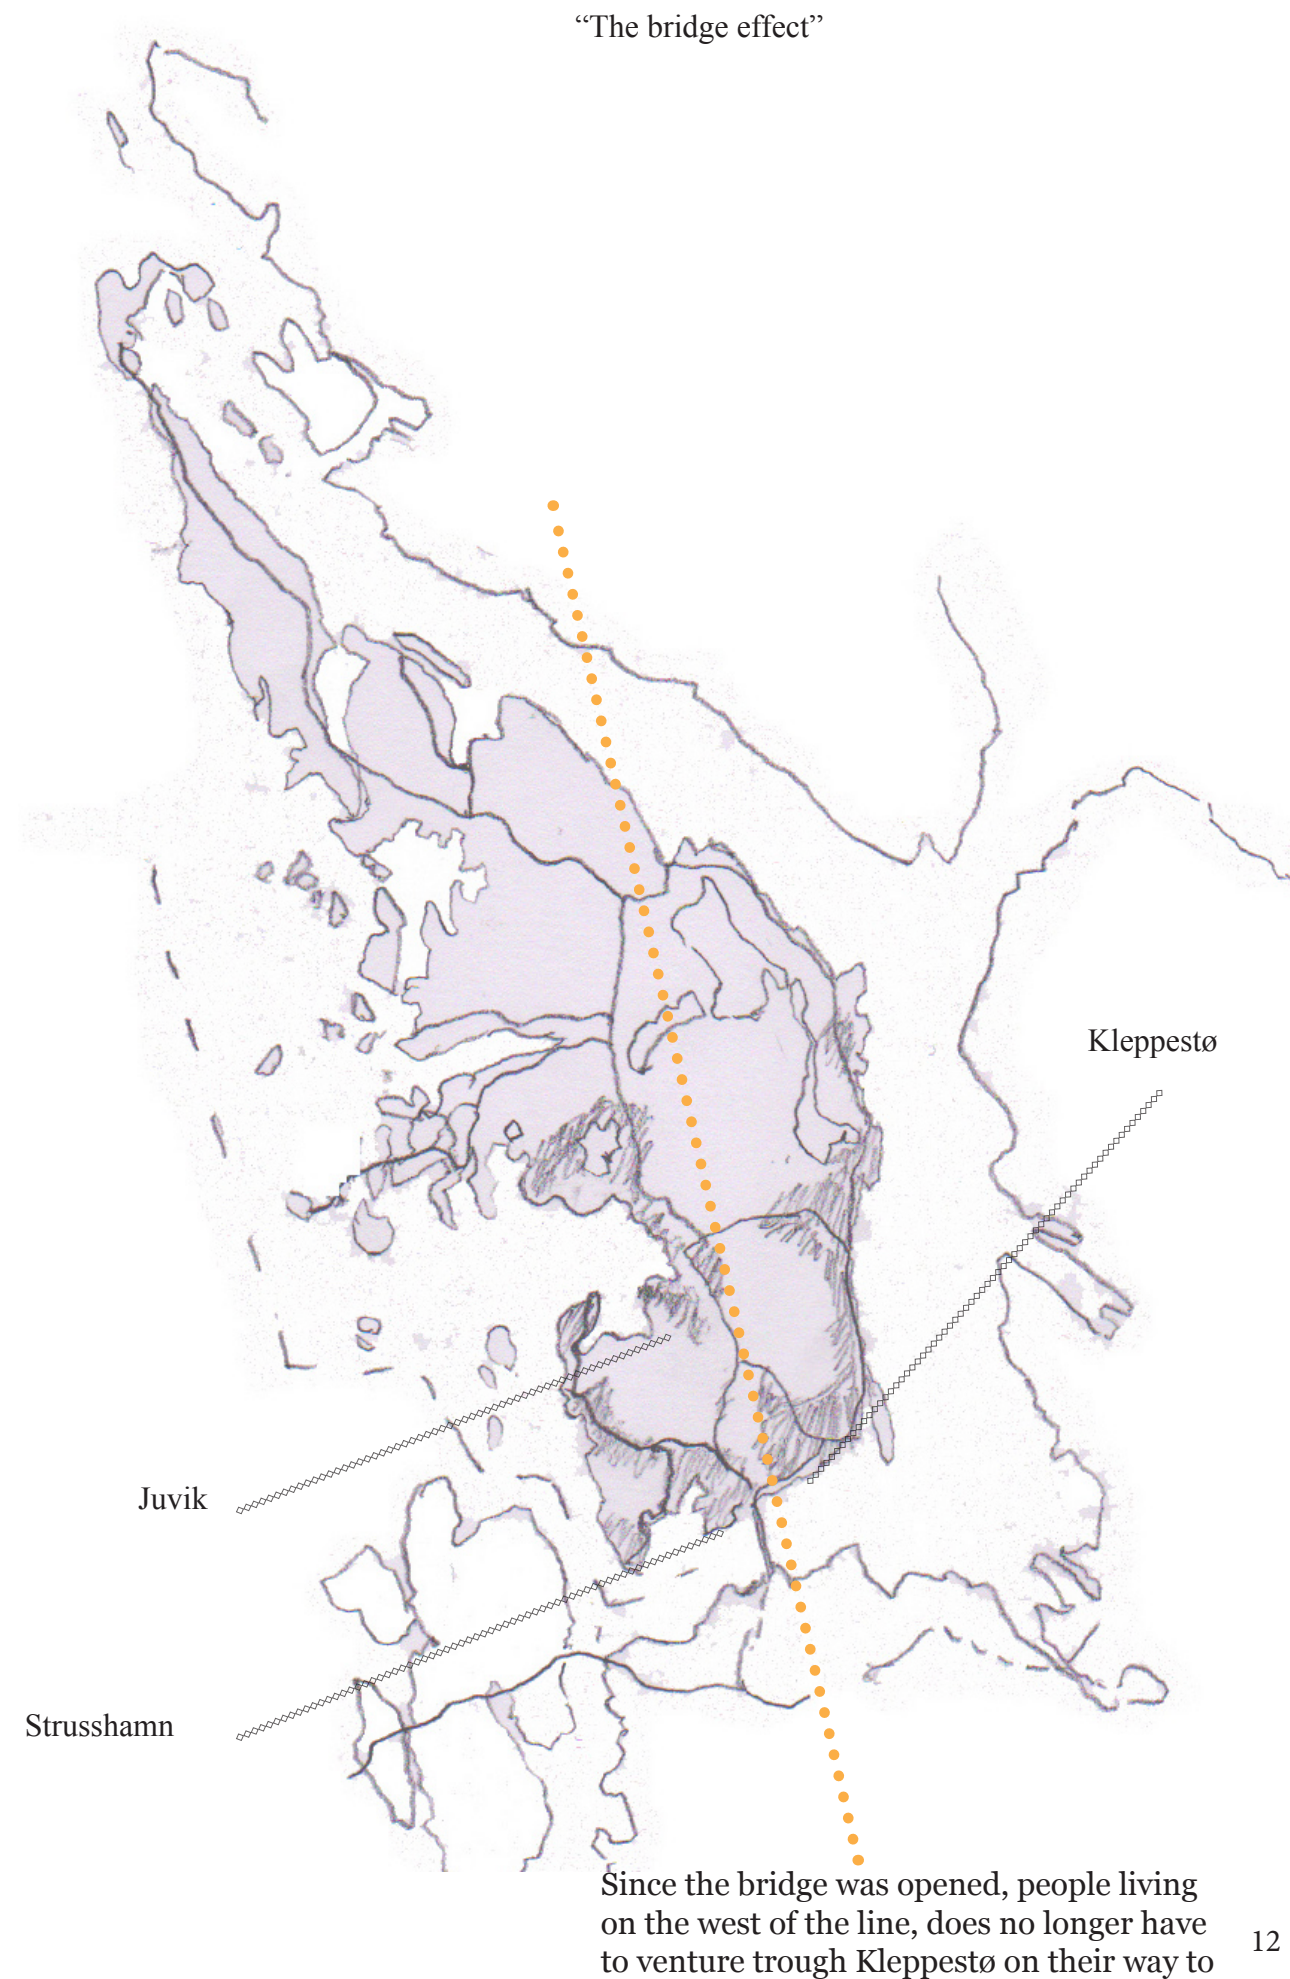 “The bridge effect”
Kleppestø
Juvik
Strusshamn
Since the bridge was opened, people living
on the west of the line, does no longer have
to venture trough Kleppestø on their way to
12